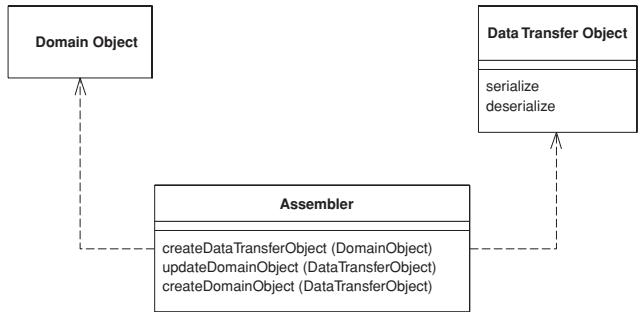 Domain Object
Data Transfer Object
serialize
deserialize
Assembler
createDataTransferObject (DomainObject)
updateDomainObject (DataTransferObject)
createDomainObject (DataTransferObject)